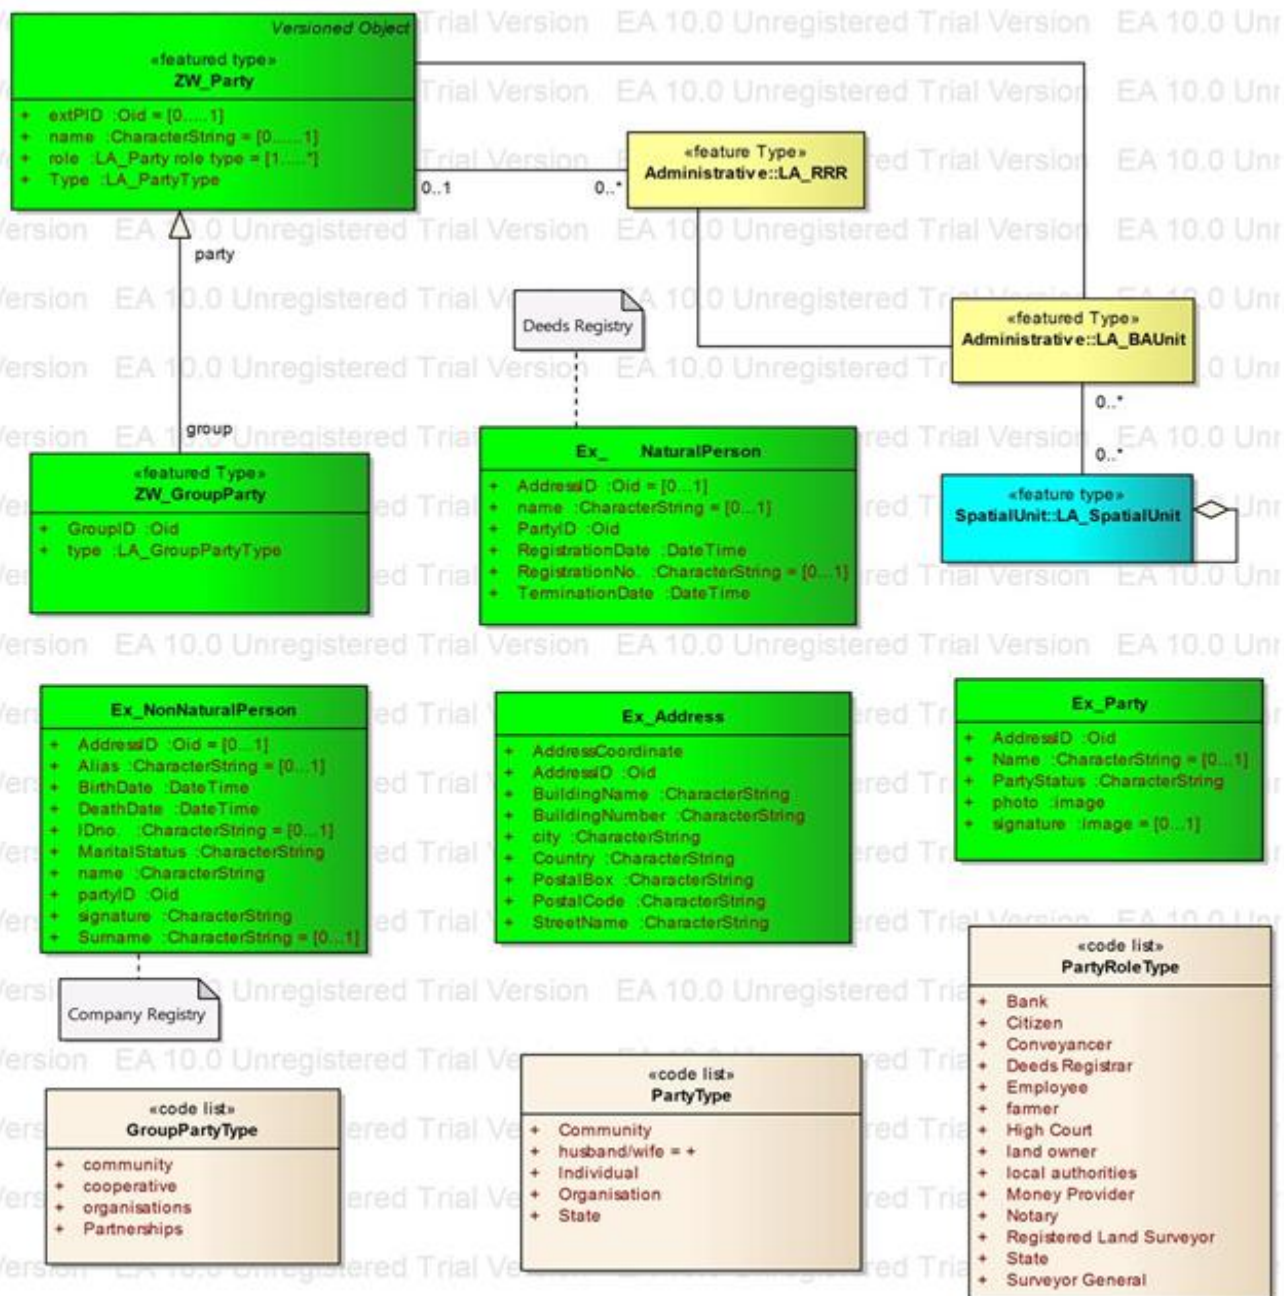 Versioned Object
«featured type»
ZW_Party
+ extPID :Oid = [0.....1]
+ name :CharacterString = [0......1]
+ role :LA_Party role type = [1......*]
+ Type :LA_PartyType
0..1
0..*
«feature Type»
Administrative::LA_RRR
party
group
Deeds Registry
«featured Type»
Administrative::LA_BAUnit
0..*
0..*
«feature type»
SpatialUnit::LA_SpatialUnit
«featured Type»
ZW_GroupParty
+ GroupID :Oid
+ type :LA_GroupPartyType
Ex_ NaturalPerson
+ AddressID :Oid = [0...1]
+ name :CharacterString = [0...1]
+ PartyID :Oid
+ RegistrationDate :DateTime
+ RegistrationNo. :CharacterString = [0...1]
+ TerminationDate :DateTime
Ex_NonNaturalPerson
+ AddressID :Oid = [0...1]
+ Alias :CharacterString = [0...1]
+ BirthDate :DateTime
+ DeathDate :DateTime
+ IDno. :CharacterString = [0...1]
+ MaritalStatus :CharacterString
+ name :CharacterString
+ partyID :Oid
+ signature :CharacterString
+ Surname :CharacterString = [0...1]
Company Registry
Ex_Address
+ AddressCoordinate
+ AddressID :Oid
+ BuildingName :CharacterString
+ BuildingNumber :CharacterString
+ city :CharacterString
+ Country :CharacterString
+ PostalBox :CharacterString
+ PostalCode :CharacterString
+ StreetName :CharacterString
Ex_Party
+ AddressID :Oid
+ Name :CharacterString = [0...1]
+ PartyStatus :CharacterString
+ photo :image
+ signature :image = [0...1]
«code list»
GroupPartyType
+ community
+ cooperative
+ organisations
+ Partnerships
«code list»
PartyType
+ Community
+ husband/wife = +
+ Individual
+ Organisation
+ State
«code list»
PartyRoleType
+ Bank
+ Citizen
+ Conveyancer
+ Deeds Registrar
+ Employee
+ farmer
+ High Court
+ land owner
+ local authorities
+ Money Provider
+ Notary
+ Registered Land Surveyor
+ State
+ Surveyor General
EA 10.0 Unregistered Trial Version